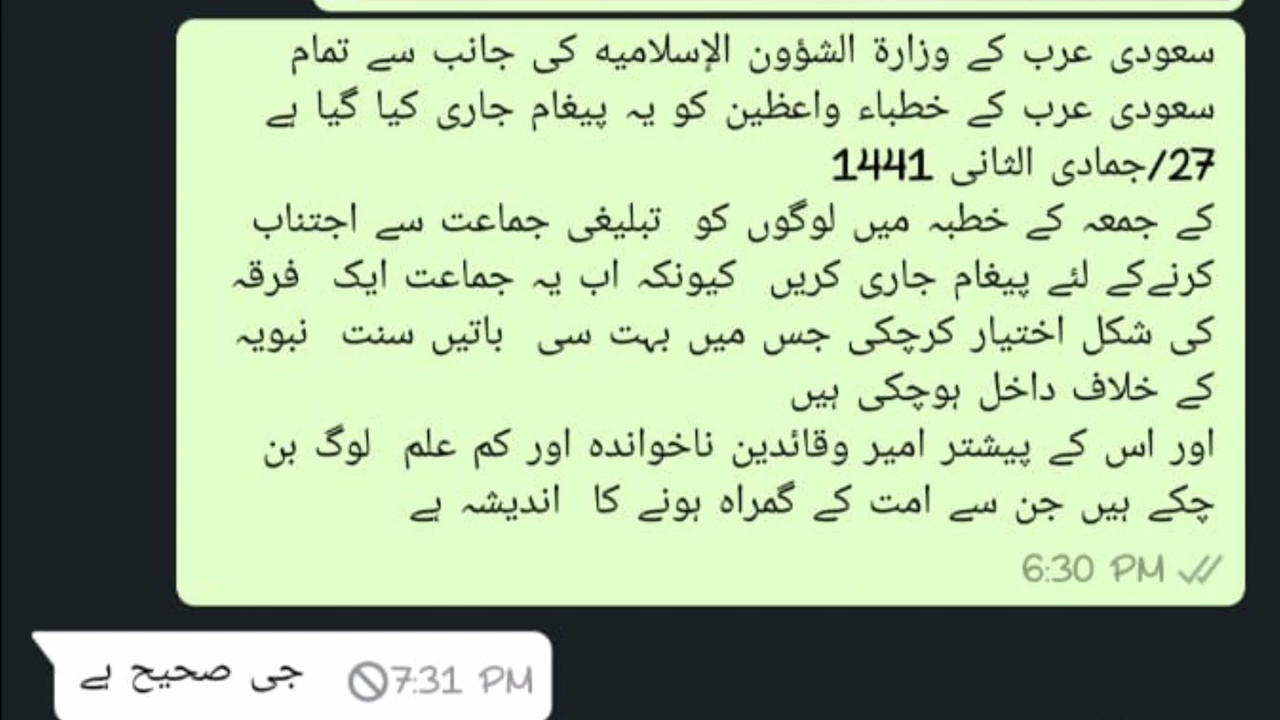 سعودی عرب کے وزارة الشؤون الإسلاميه کی جانب سے تمام
سعودی عرب کے خطباء واعظین کو یہ پیغام جاری کیا گیا ہے
27/جمادی الثانی 1441
کے جمعہ کے خطبہ میں لوگوں کو تبلیغی جماعت سے اجتناب
کرنےکے لئے پیغام جاری کریں کیونکہ اب یہ جماعت ایک فرقہ
کی شکل اختیار کرچکی جس میں بہت سی باتیں سنت نبویہ
کے خلاف داخل ہوچکی ہیں
اور اس کے پیشتر امیر وقائدین ناخواندہ اور کم علم لوگ بن
چکے ہیں جن سے امت کے گمراہ ہونے کا اندیشہ ہے
6:30 PM
جی صحیح ہے 7:31 PM